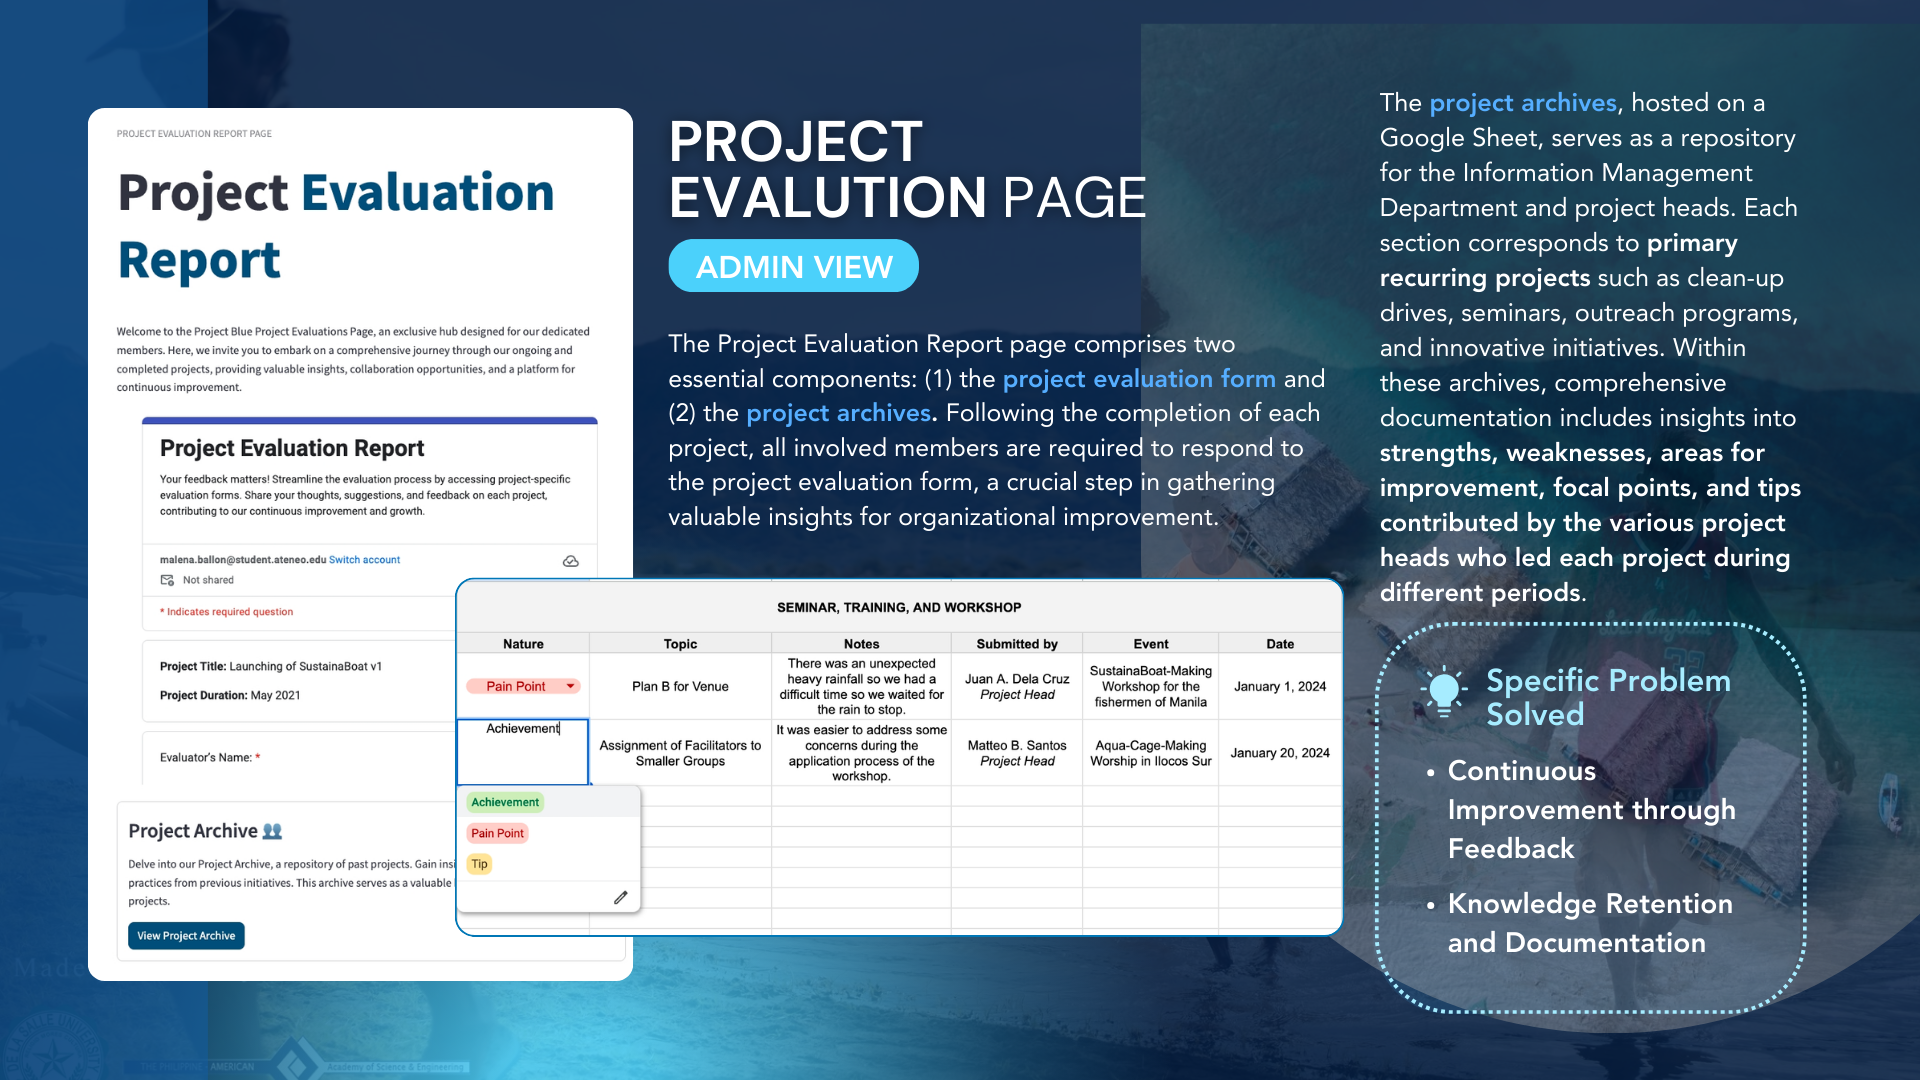 PROJECT EVALUATION REPORT PAGE
Project Evaluation
Report
Welcome to the Project Blue Project Evaluations Page, an exclusive hub designed for our dedicated
members. Here, we invite you to embark on a comprehensive journey through our ongoing and
completed projects, providing valuable insights, collaboration opportunities, and a platform for
continuous improvement.
Project Evaluation Report
Your feedback matters! Streamline the evaluation process by accessing project-specific
evaluation forms. Share your thoughts, suggestions, and feedback on each project,
contributing to our continuous improvement and growth.
malena.ballon@student.ateneo.edu Switch account
Not shared
* Indicates required question
Project Title: Launching of SustainaBoat v1
Project Duration: May 2021
Evaluator's Name: *
Project Archive
Delve into our Project Archive, a repository of past projects. Gain insi
practices from previous initiatives. This archive serves as a valuable
projects.
View Project Archive
PROJECT
EVALUTION PAGE
ADMIN VIEW
The Project Evaluation Report page comprises two
essential components: (1) the project evaluation form and
(2) the project archives. Following the completion of each
project, all involved members are required to respond to
the project evaluation form, a crucial step in gathering
valuable insights for organizational improvement.
SEMINAR, TRAINING, AND WORKSHOP
Nature Topic Notes Submitted by Event Date
Pain Point
Plan B for Venue
There was an unexpected
heavy rainfall so we had a
difficult time so we waited for
the rain to stop.
Juan A. Dela Cruz
Project Head
SustainaBoat-Making
Workshop for the
fishermen of Manila
January 1, 2024
Achievement
Assignment of Facilitators to
Smaller Groups
It was easier to address some
concerns during the
application process of the
workshop.
Matteo B. Santos
Project Head
Aqua-Cage-Making
Worship in Ilocos Sur
January 20, 2024
Achievement
Pain Point
Tip
The project archives, hosted on a
Google Sheet, serves as a repository
for the Information Management
Department and project heads. Each
section corresponds to primary
recurring projects such as clean-up
drives, seminars, outreach programs,
and innovative initiatives. Within
these archives, comprehensive
documentation includes insights into
strengths, weaknesses, areas for
improvement, focal points, and tips
contributed by the various project
heads who led each project during
different periods.
Specific Problem
Solved
• Continuous
Improvement through
Feedback
• Knowledge Retention
and Documentation
Made
THE PHILIPPINE - AMERICAN
Academy of Science & Engineering